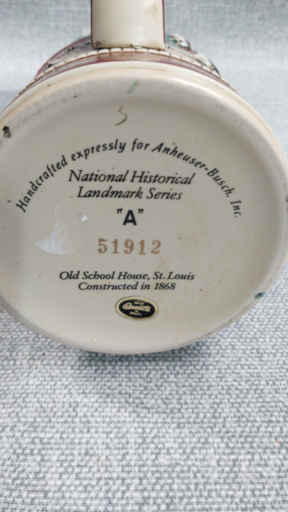 Handcrafted expressly for Anheuser-Busch, Inc.
National Historical
Landmark Series
"A"
51912
Old School House, St. Louis
Constructed in 1868